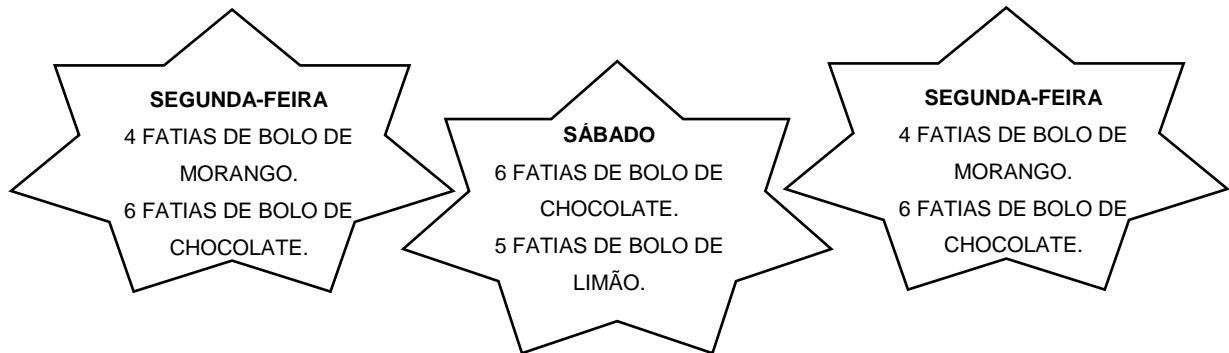 SEGUNDA-FEIRA
4 FATIAS DE BOLO DE
MORANGO.
6 FATIAS DE BOLO DE
CHOCOLATE.
SÁBADO
6 FATIAS DE BOLO DE
CHOCOLATE.
5 FATIAS DE BOLO DE
LIMÃO.
SEGUNDA-FEIRA
4 FATIAS DE BOLO DE
MORANGO.
6 FATIAS DE BOLO DE
CHOCOLATE.